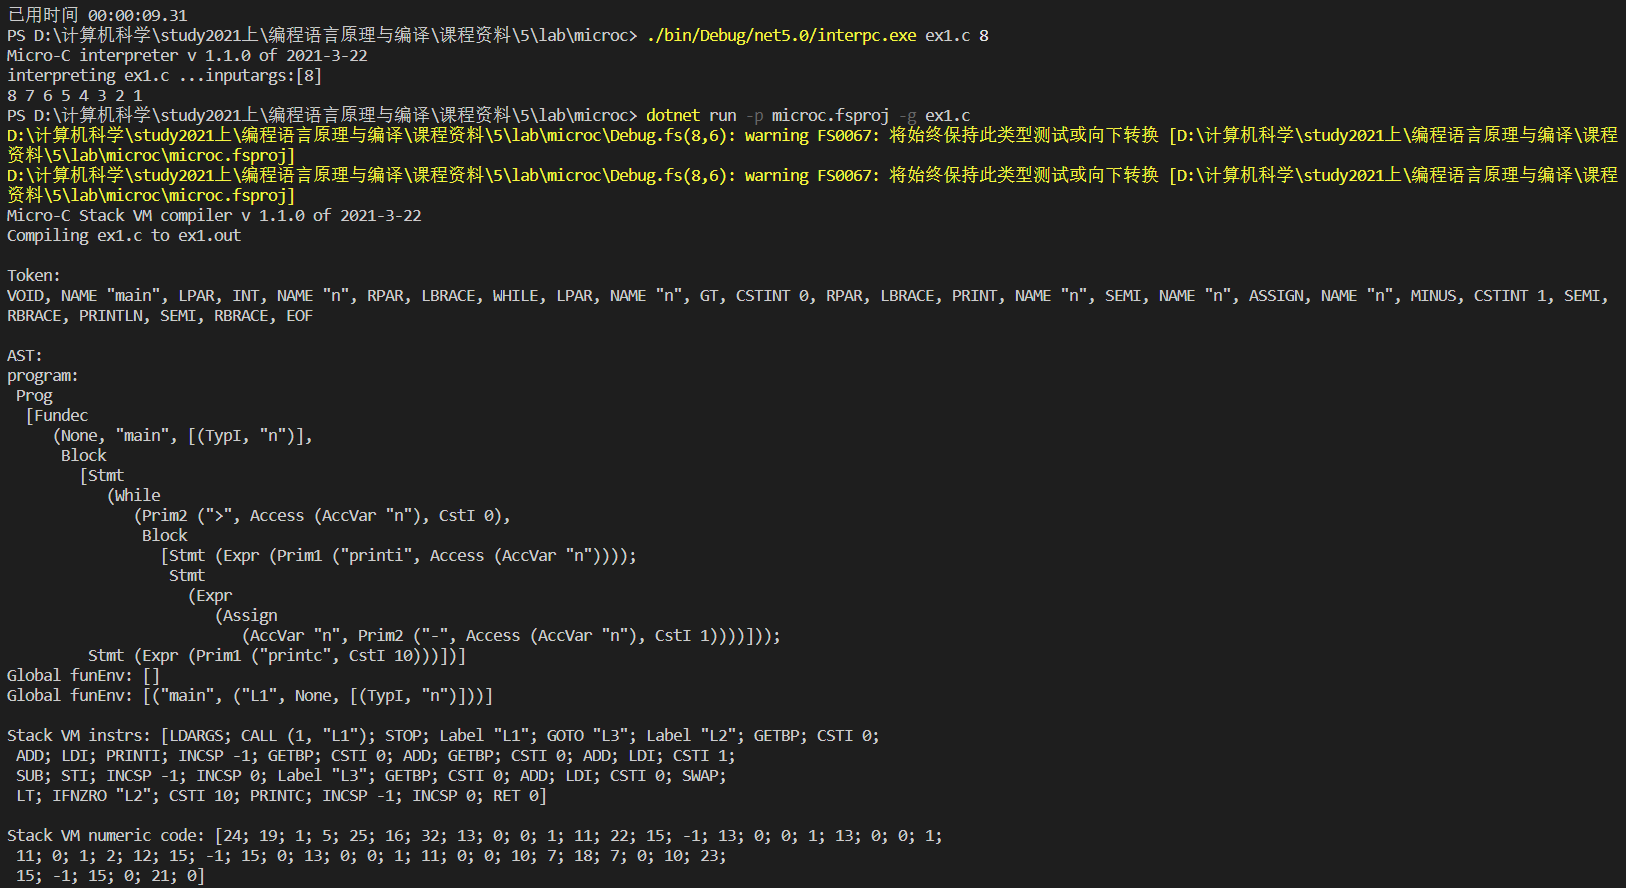 已用时间 00:00:09.31
PS D:\计算机科学\study2021上\编程语言原理与编译\课程资料\5\lab\microc> ./bin/Debug/net5.0/interpc.exe ex1.c 8
Micro-C interpreter v 1.1.0 of 2021-3-22
interpreting ex1.c ...inputargs:[8]
8 7 6 5 4 3 2 1
PS D:\计算机科学\study2021上\编程语言原理与编译\课程资料\5\lab\microc> dotnet run -p microc.fsproj -g ex1.c
D:\计算机科学\study2021上\编程语言原理与编译\课程资料\5\lab\microc\Debug.fs(8,6): warning FS0067: 将始终保持此类型测试或向下转换 [D:\计算机科学\study2021上\编程语言原理与编译\课程
资料\5\lab\microc\microc.fsproj]
D:\计算机科学\study2021上\编程语言原理与编译\课程资料\5\lab\microc\Debug.fs(8,6): warning FS0067: 将始终保持此类型测试或向下转换 [D:\计算机科学\study2021上\编程语言原理与编译\课程
资料\5\lab\microc\microc.fsproj]
Micro-C Stack VM compiler v 1.1.0 of 2021-3-22
Compiling ex1.c to ex1.out

Token:
VOID, NAME "main", LPAR, INT, NAME "n", RPAR, LBRACE, WHILE, LPAR, NAME "n", GT, CSTINT 0, RPAR, LBRACE, PRINT, NAME "n", SEMI, NAME "n", ASSIGN, NAME "n", MINUS, CSTINT 1, SEMI,
RBRACE, PRINTLN, SEMI, RBRACE, EOF

AST:
program:
 Prog
  [Fundec
     (None, "main", [(TypI, "n")],
      Block
        [Stmt
           (While
              (Prim2 (">", Access (AccVar "n"), CstI 0),
               Block
                 [Stmt (Expr (Prim1 ("printi", Access (AccVar "n"))));
                  Stmt
                    (Expr
                       (Assign
                          (AccVar "n", Prim2 ("-", Access (AccVar "n"), CstI 1))))]));
         Stmt (Expr (Prim1 ("printc", CstI 10)))])]
Global funEnv: []
Global funEnv: [("main", ("L1", None, [(TypI, "n")]))]

Stack VM instrs: [LDARGS; CALL (1, "L1"); STOP; Label "L1"; GOTO "L3"; Label "L2"; GETBP; CSTI 0;
 ADD; LDI; PRINTI; INCSP -1; GETBP; CSTI 0; ADD; GETBP; CSTI 0; ADD; LDI; CSTI 1;
 SUB; STI; INCSP -1; INCSP 0; Label "L3"; GETBP; CSTI 0; ADD; LDI; CSTI 0; SWAP;
 LT; IFNZRO "L2"; CSTI 10; PRINTC; INCSP -1; INCSP 0; RET 0]

Stack VM numeric code: [24; 19; 1; 5; 25; 16; 32; 13; 0; 0; 1; 11; 22; 15; -1; 13; 0; 0; 1; 13; 0; 0; 1;
 11; 0; 1; 2; 12; 15; -1; 15; 0; 13; 0; 0; 1; 11; 0; 0; 10; 7; 18; 7; 0; 10; 23;
 15; -1; 15; 0; 21; 0]